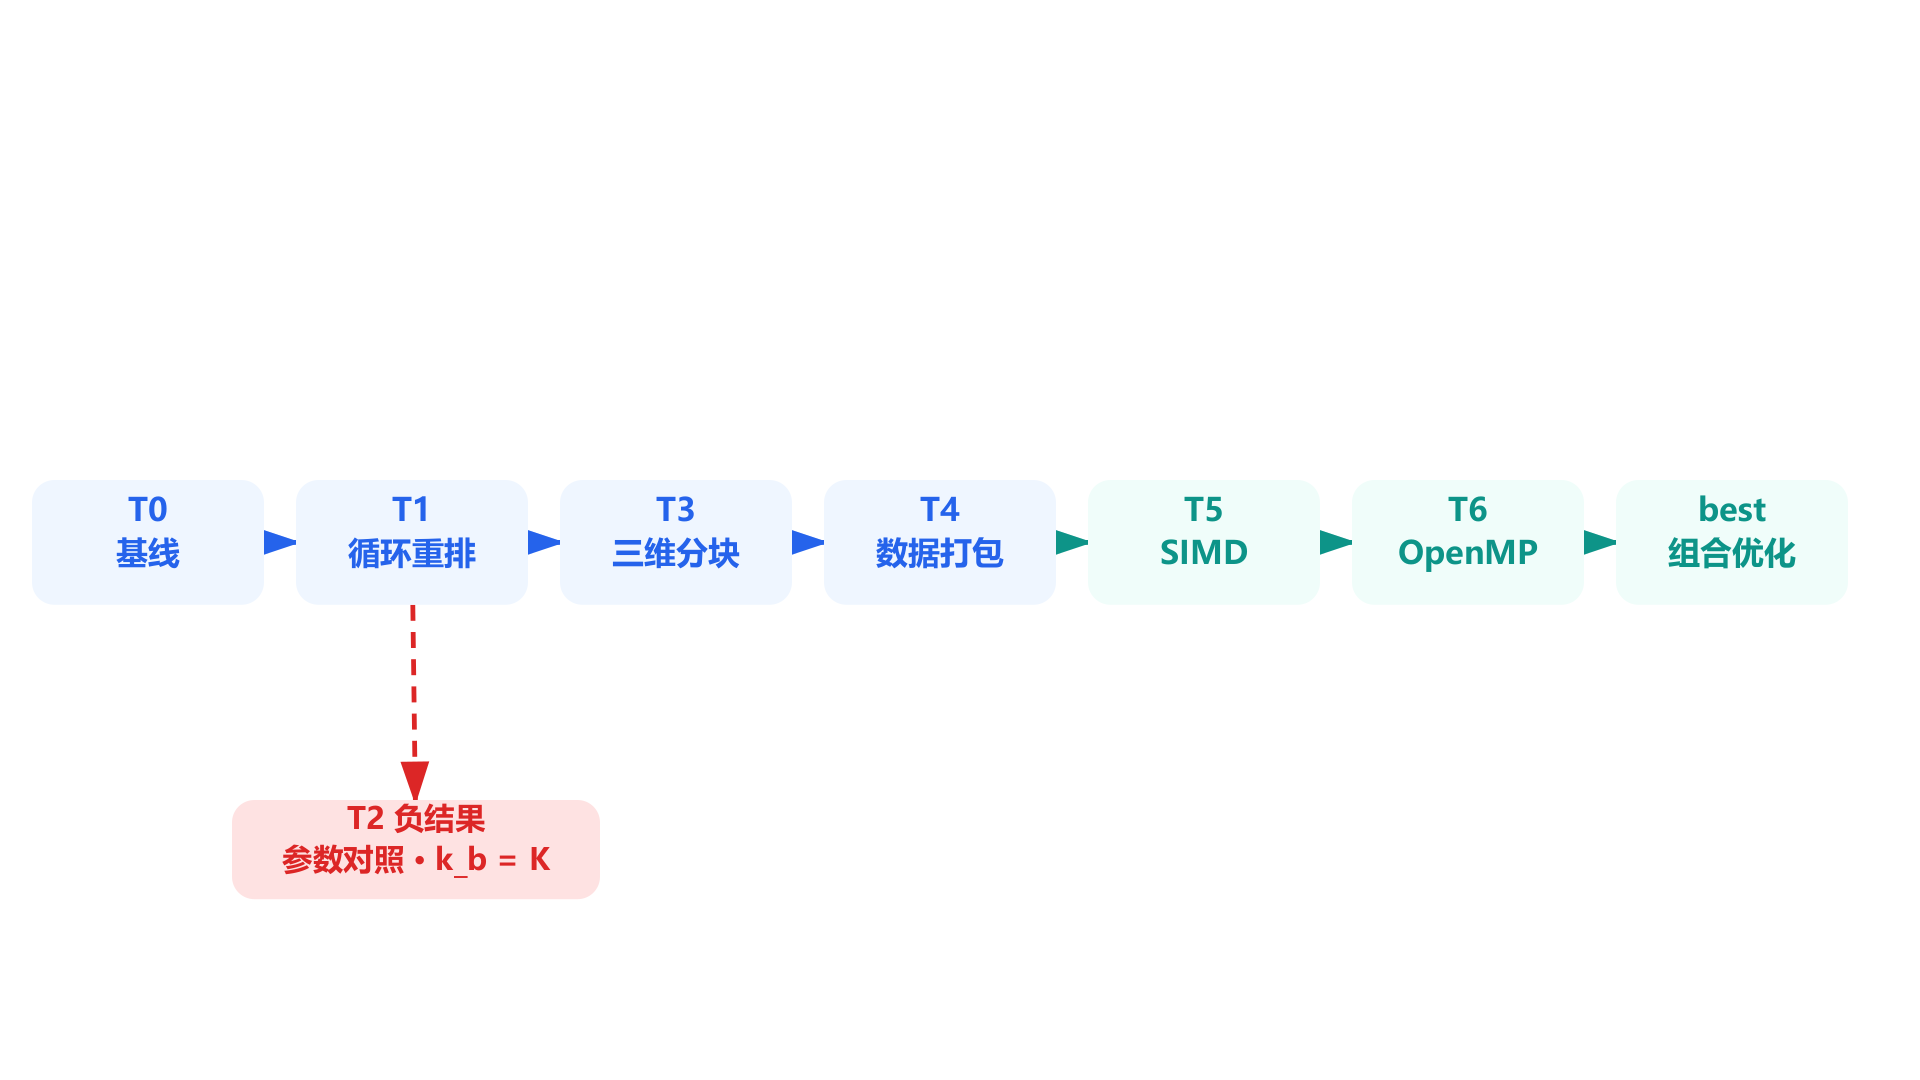 T0
基线
T1
循环重排
T3
三维分块
T4
数据打包
T5
SIMD
T6
OpenMP
best
组合优化
T2 负结果
参数对照 • k_b = K